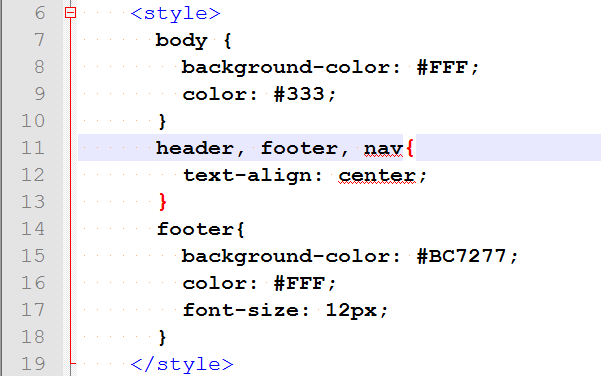 6 <style>
7 body {
8 background-color: #FFF;
9 color: #333;
10 }
11 header, footer, nav{
12 text-align: center;
13 }
14 footer{
15 background-color: #BC7277;
16 color: #FFF;
17 font-size: 12px;
18 }
19 </style>